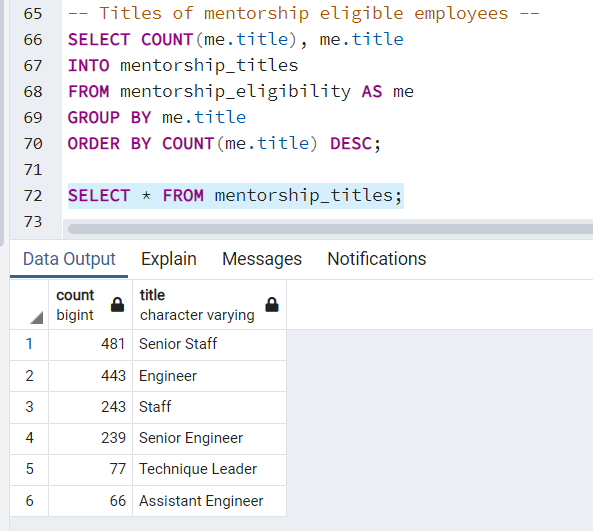 65 -- Titles of mentorship eligible employees --
66 SELECT COUNT(me.title), me.title
67 INTO mentorship_titles
68 FROM mentorship_eligibility AS me
69 GROUP BY me.title
70 ORDER BY COUNT(me.title) DESC;
71
72 SELECT * FROM mentorship_titles;
73
Data Output Explain Messages Notifications
count title
bigint character varying
1 481 Senior Staff
2 443 Engineer
3 243 Staff
4 239 Senior Engineer
5 77 Technique Leader
6 66 Assistant Engineer